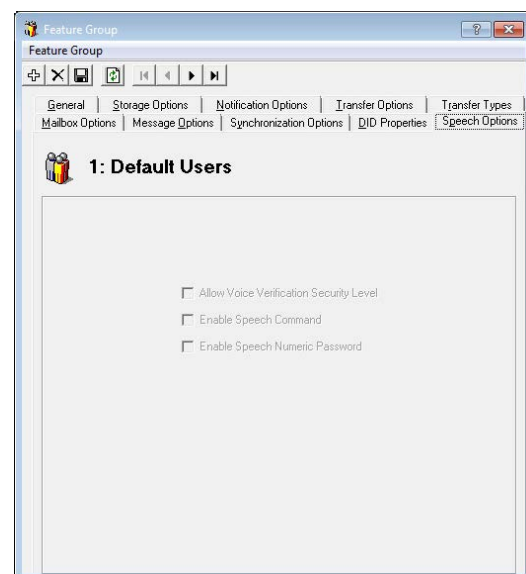 Feature Group
Feature Group
General Storage Options Notification Options Transfer Options Transfer Types
Mailbox Options Message Options Synchronization Options DID Properties Speech Options
1: Default Users
Allow Voice Verification Security Level
Enable Speech Command
Enable Speech Numeric Password